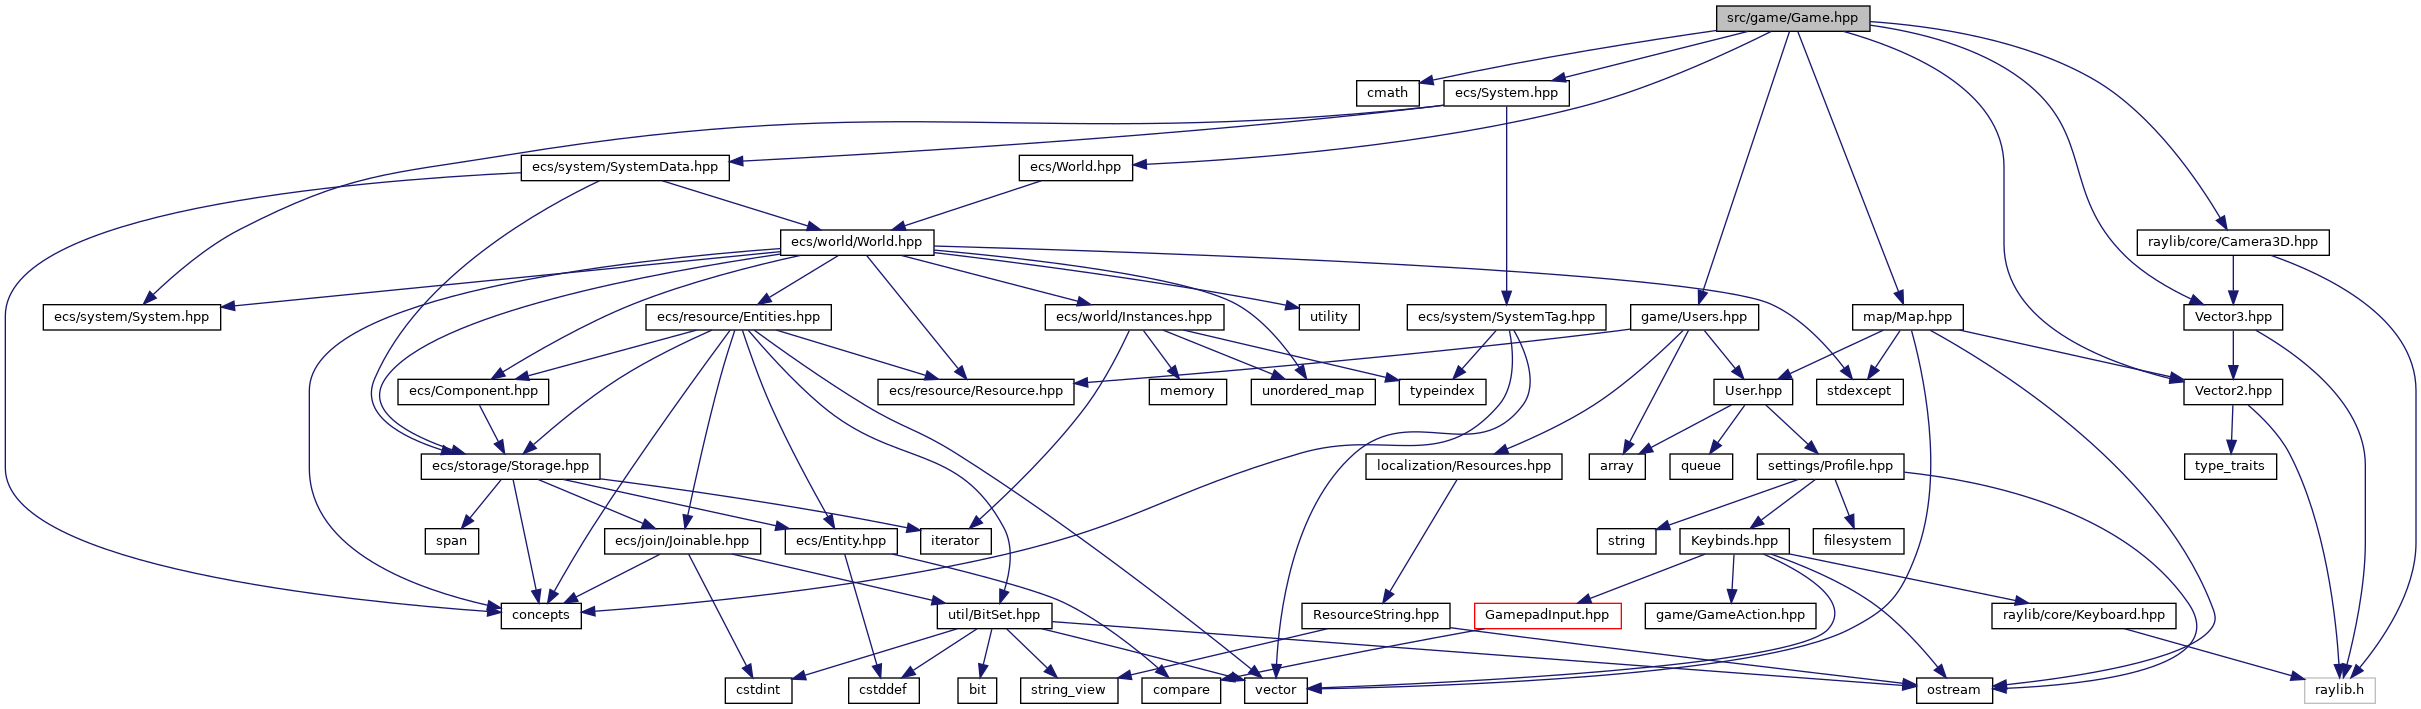 src/game/Game.hpp
cmath
ecs/System.hpp
ecs/system/SystemData.hpp
ecs/World.hpp
ecs/world/World.hpp
raylib/core/Camera3D.hpp
ecs/system/System.hpp
ecs/resource/Entities.hpp
ecs/world/Instances.hpp
utility
ecs/system/SystemTag.hpp
game/Users.hpp
map/Map.hpp
Vector3.hpp
ecs/Component.hpp
ecs/resource/Resource.hpp
memory
unordered_map
typeindex
User.hpp
stdexcept
Vector2.hpp
ecs/storage/Storage.hpp
localization/Resources.hpp
array
queue
settings/Profile.hpp
type_traits
span
ecs/join/Joinable.hpp
ecs/Entity.hpp
iterator
string
Keybinds.hpp
filesystem
concepts
util/BitSet.hpp
ResourceString.hpp
GamepadInput.hpp
game/GameAction.hpp
raylib/core/Keyboard.hpp
cstdint
cstddef
bit
string_view
compare
vector
ostream
raylib.h